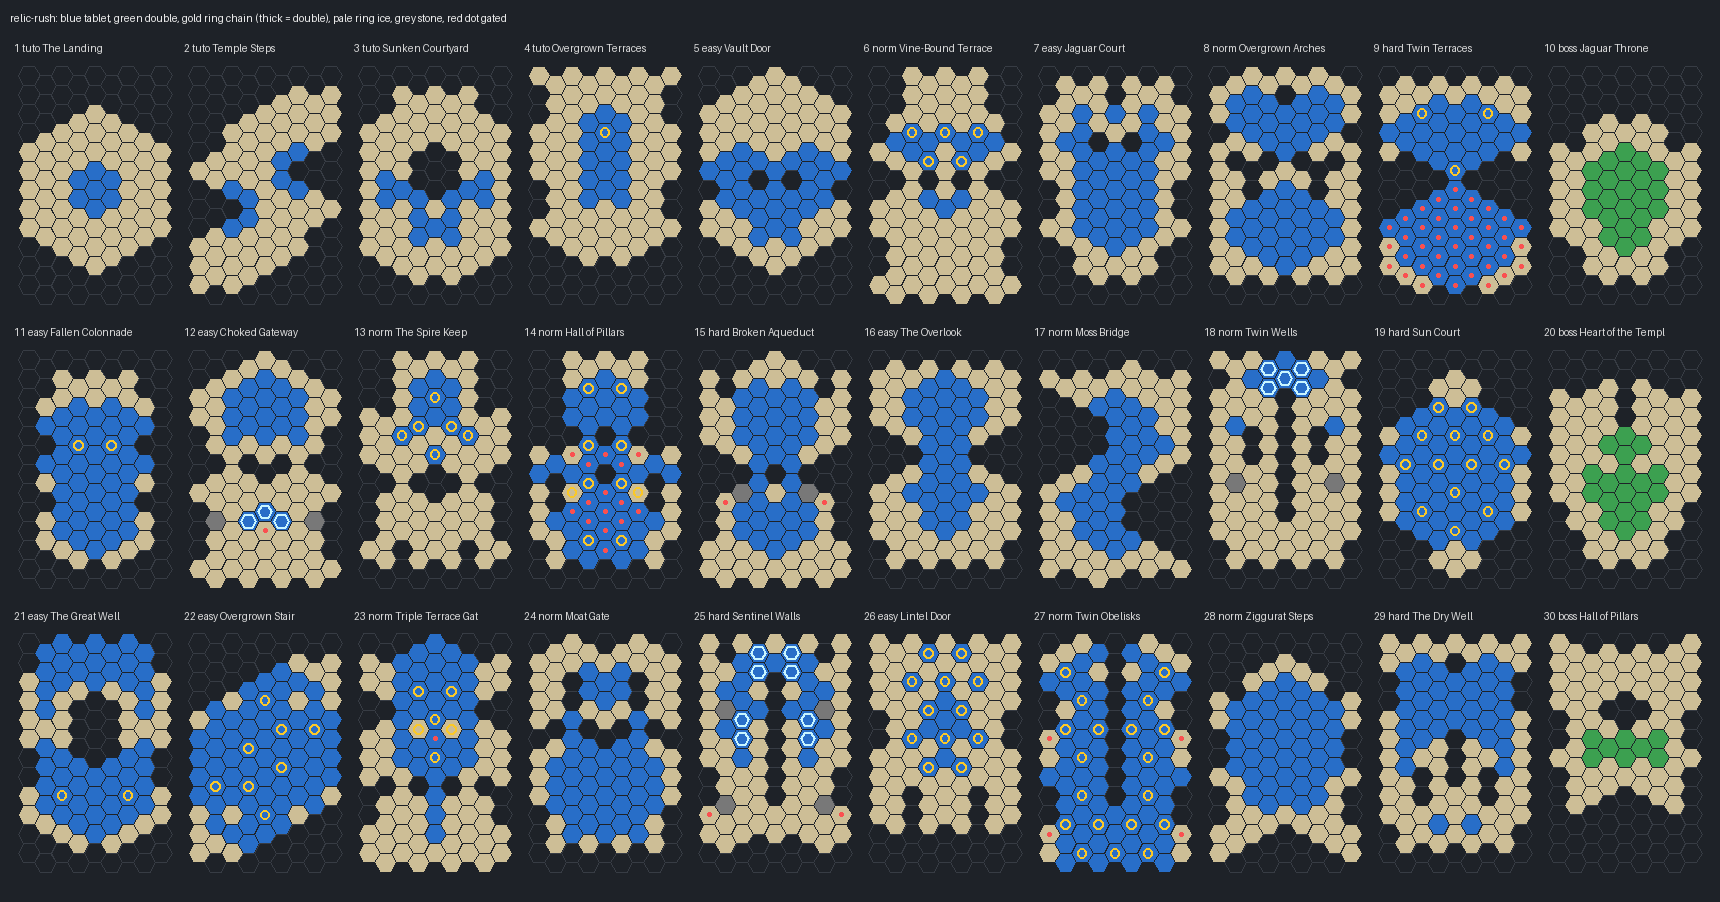 relic-rush: blue tablet, green double, gold ring chain (thick = double), pale ring ice, grey stone, red dot gated
1 tuto The Landing
2 tuto Temple Steps
3 tuto Sunken Courtyard
4 tuto Overgrown Terraces
5 easy Vault Door
6 norm Vine-Bound Terrace
7 easy Jaguar Court
8 norm Overgrown Arches
9 hard Twin Terraces
10 boss Jaguar Throne
11 easy Fallen Colonnade
12 easy Choked Gateway
13 norm The Spire Keep
14 norm Hall of Pillars
15 hard Broken Aqueduct
16 easy The Overlook
17 norm Moss Bridge
18 norm Twin Wells
19 hard Sun Court
20 boss Heart of the Templ
21 easy The Great Well
22 easy Overgrown Stair
23 norm Triple Terrace Gat
24 norm Moat Gate
25 hard Sentinel Walls
26 easy Lintel Door
27 norm Twin Obelisks
28 norm Ziggurat Steps
29 hard The Dry Well
30 boss Hall of Pillars